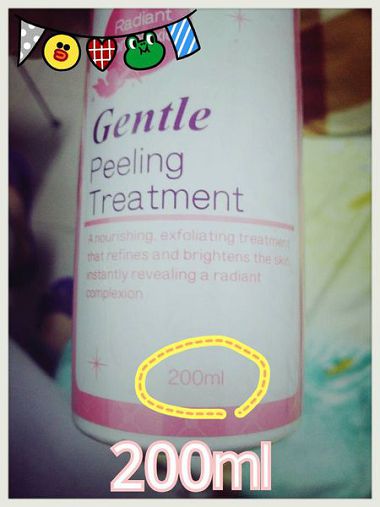 Radiant
Gentle
Peeling
Treatment
A nourishing, exfoliating treatment
that refines and brightens the skin,
instantly revealing a radiant
complexion
200ml
200ml